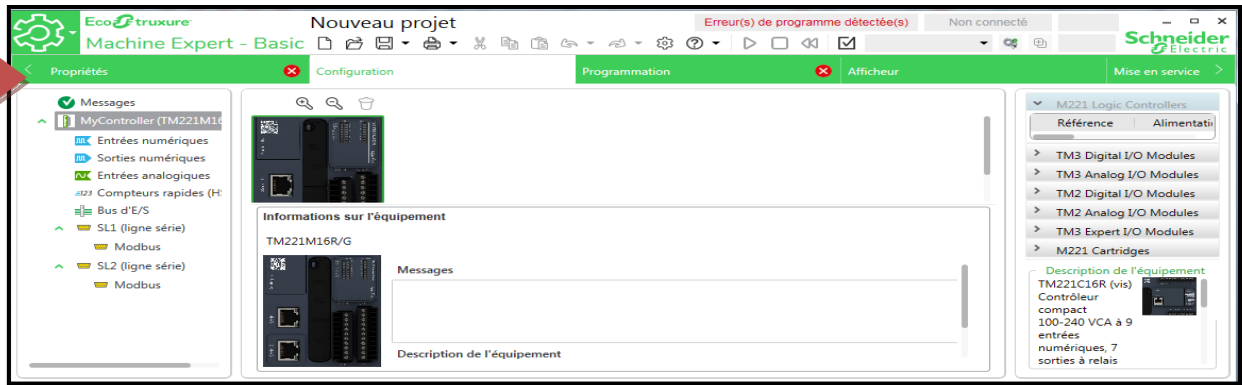 EcoStruxure Nouveau projet Erreur(s) de programme détectée(s) Non connecté
Machine Expert - Basic Schneider Electric
Propriétés Configuration Programmation Afficheur Mise en service
Messages
MyController (TM221M16
Entrées numériques
Sorties numériques
Entrées analogiques
Compteurs rapides (H
Bus d'E/S
SL1 (ligne série)
Modbus
SL2 (ligne série)
Modbus
Informations sur l'équipement
TM221M16R/G
Messages
Description de l'équipement
M221 Logic Controllers
Référence Alimentati
TM3 Digital I/O Modules
TM3 Analog I/O Modules
TM2 Digital I/O Modules
TM2 Analog I/O Modules
TM3 Expert I/O Modules
M221 Cartridges
Description de l'équipement
TM221C16R (vis)
Contrôleur
compact
100-240 VCA à 9
entrées
numériques, 7
sorties à relais